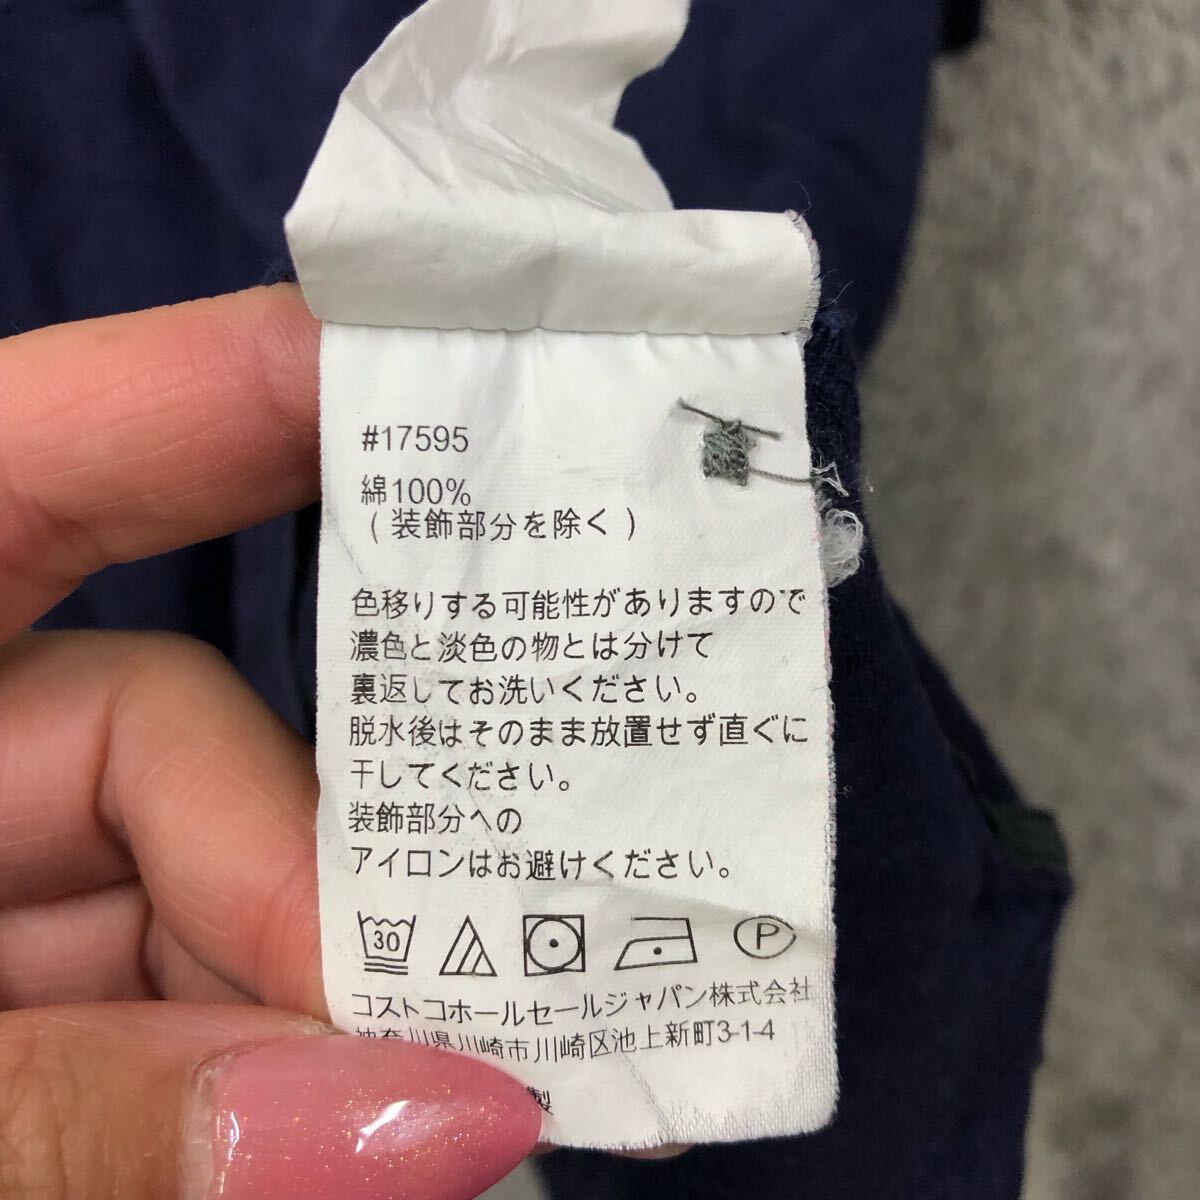 #17595
綿100%
(装飾部分を除く)
色移りする可能性がありますので
濃色と淡色の物とは分けて
裏返してお洗いください。
脱水後はそのまま放置せず直ぐに
干してください。
装飾部分への
アイロンはお避けください。
30
P
コストコホールセールジャパン株式会社
神奈川県川崎市川崎区池上新町3-1-4
製